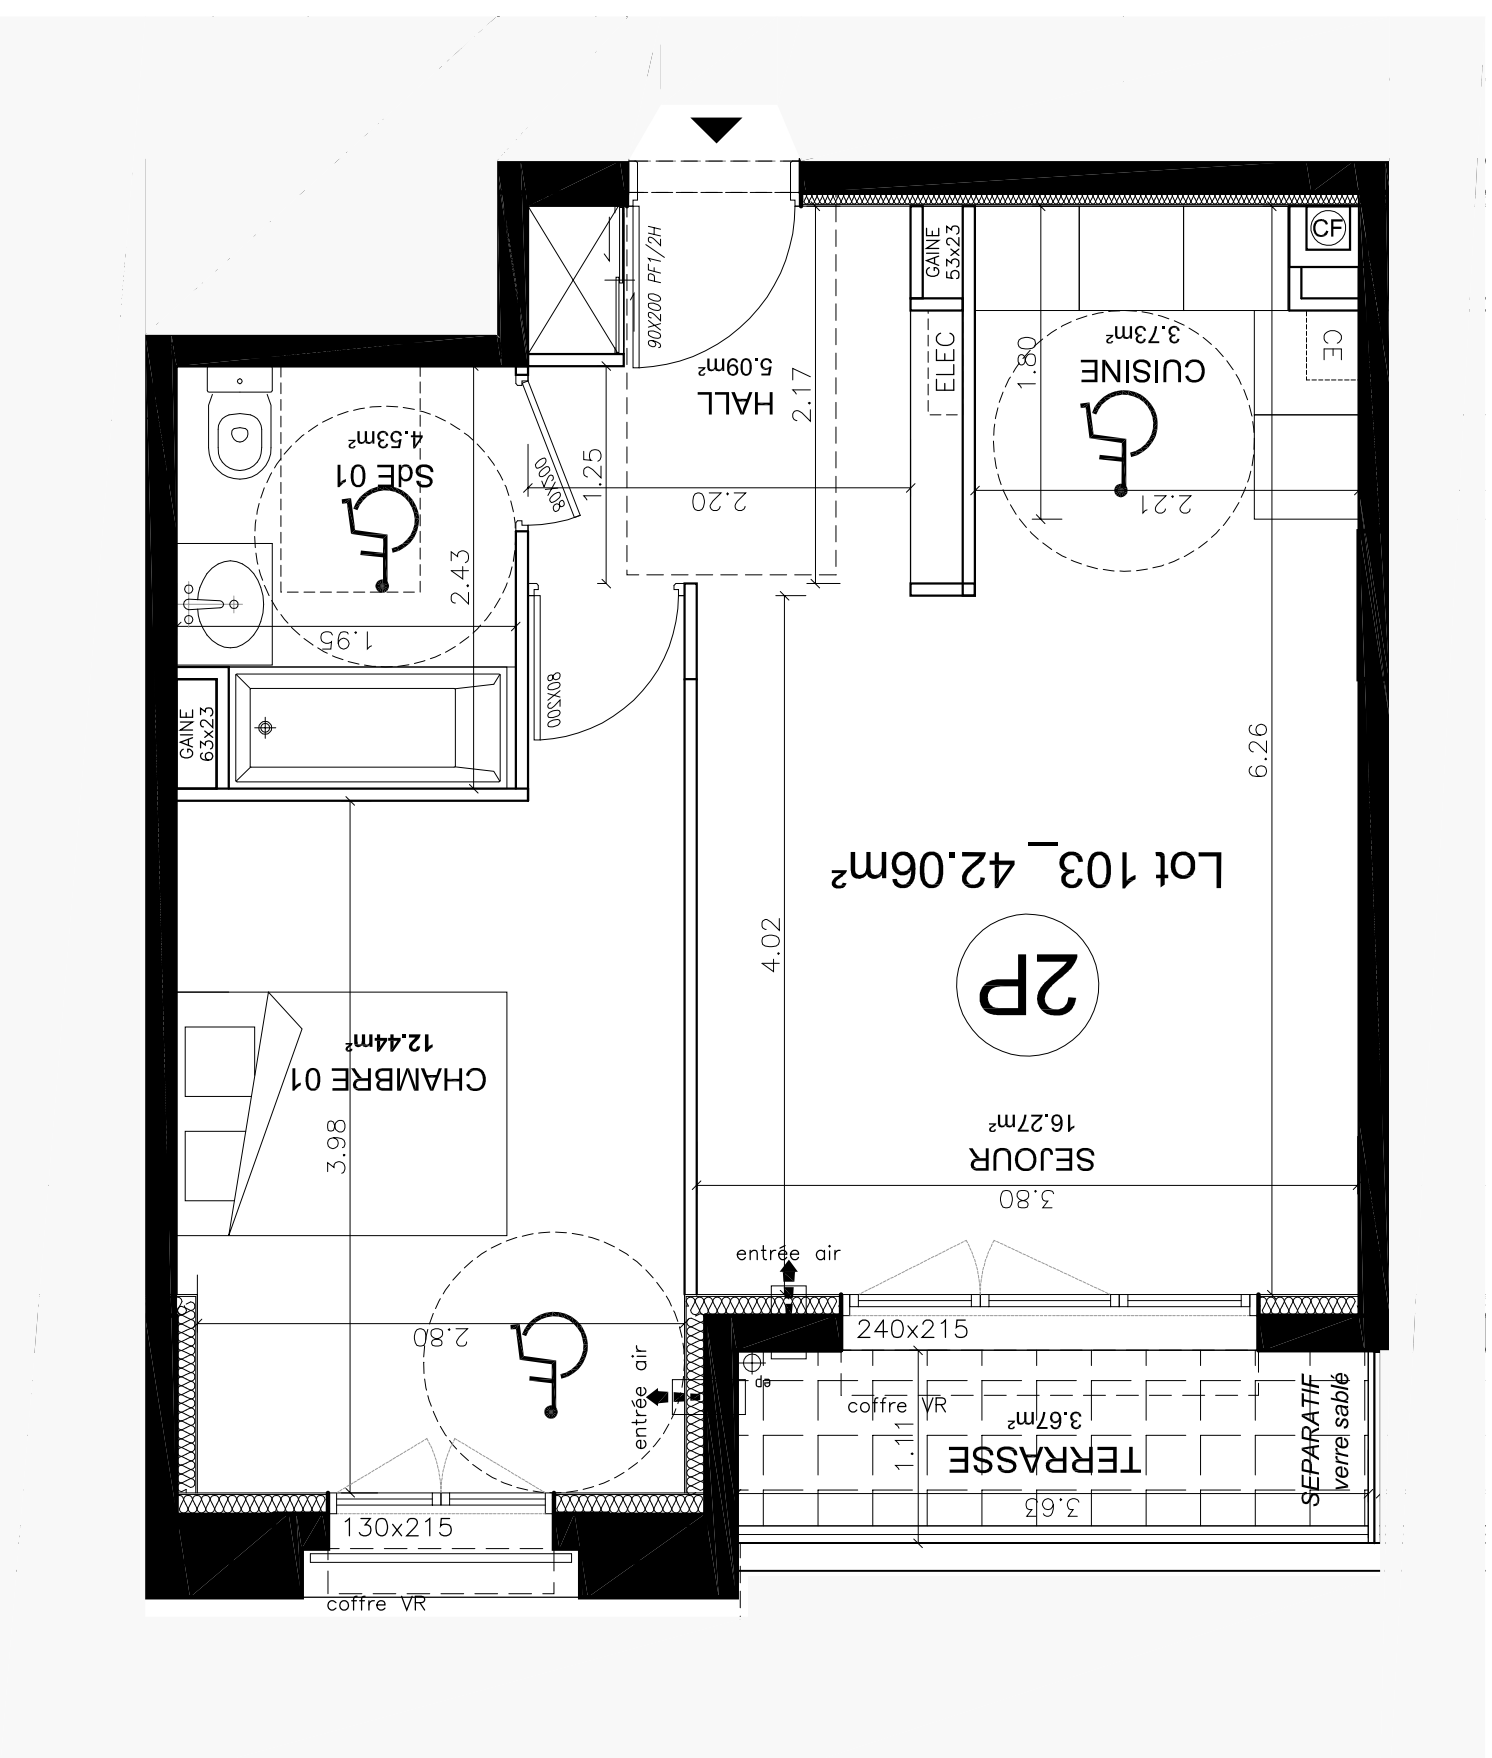 CF
GAINE
53x23
90X200 PF1/2H
ELEC
CE
3.73m²
CUISINE
1.80
5.09m²
HALL
2.17
4.53m²
SdE 01
80X200
1.25
2.20
2.21
2.43
1.95
80X200
GAINE
63x23
6.26
Lot 103_ 42.06m²
4.02
2P
12.44m²
CHAMBRE 01
3.98
16.27m²
SEJOUR
3.80
entrée air
240x215
2.80
entrée air
de
coffre VR
3.67m²
TERRASSE
1.11
SEPARATIF
verre sablé
3.63
130x215
coffre VR